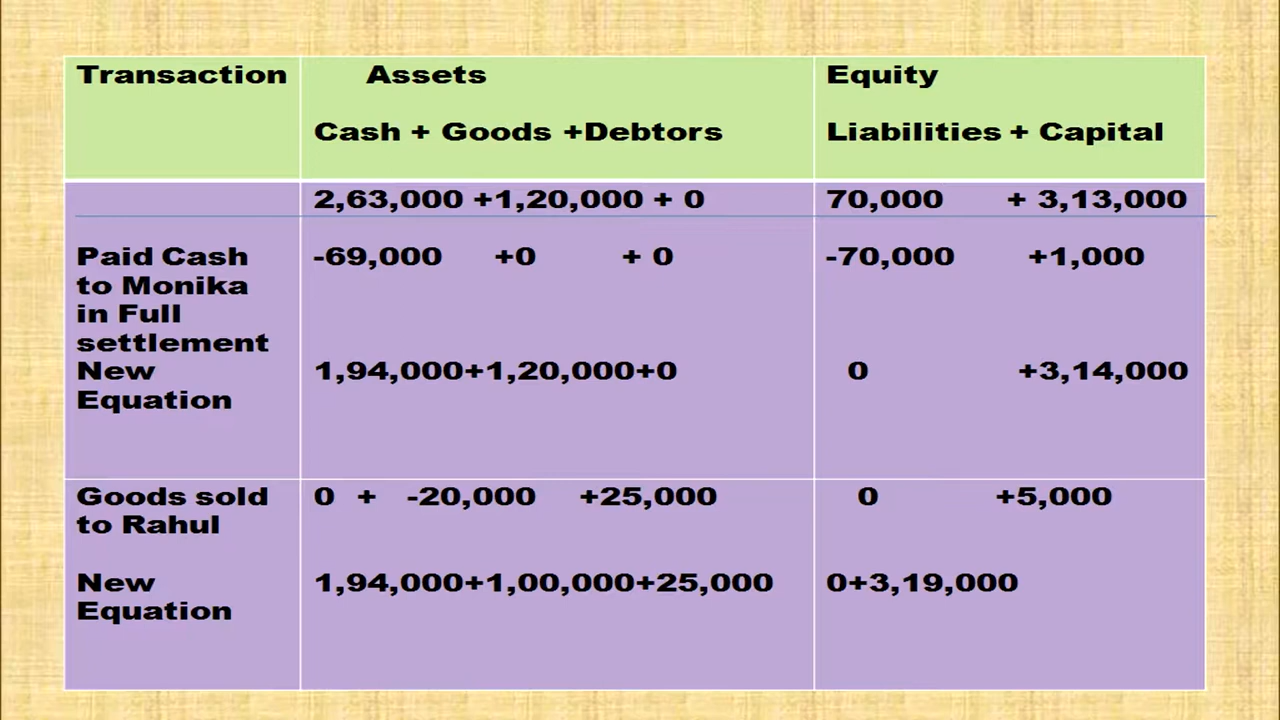 Transaction
Assets
Equity
Cash + Goods +Debtors
Liabilities + Capital
2,63,000 +1,20,000 + 0
70,000 + 3,13,000
Paid Cash
to Monika
in Full
settlement
-69,000 +0 + 0
-70,000 +1,000
New
Equation
1,94,000+1,20,000+0
0 +3,14,000
Goods sold
to Rahul
0 + -20,000 +25,000
0 +5,000
New
Equation
1,94,000+1,00,000+25,000
0+3,19,000